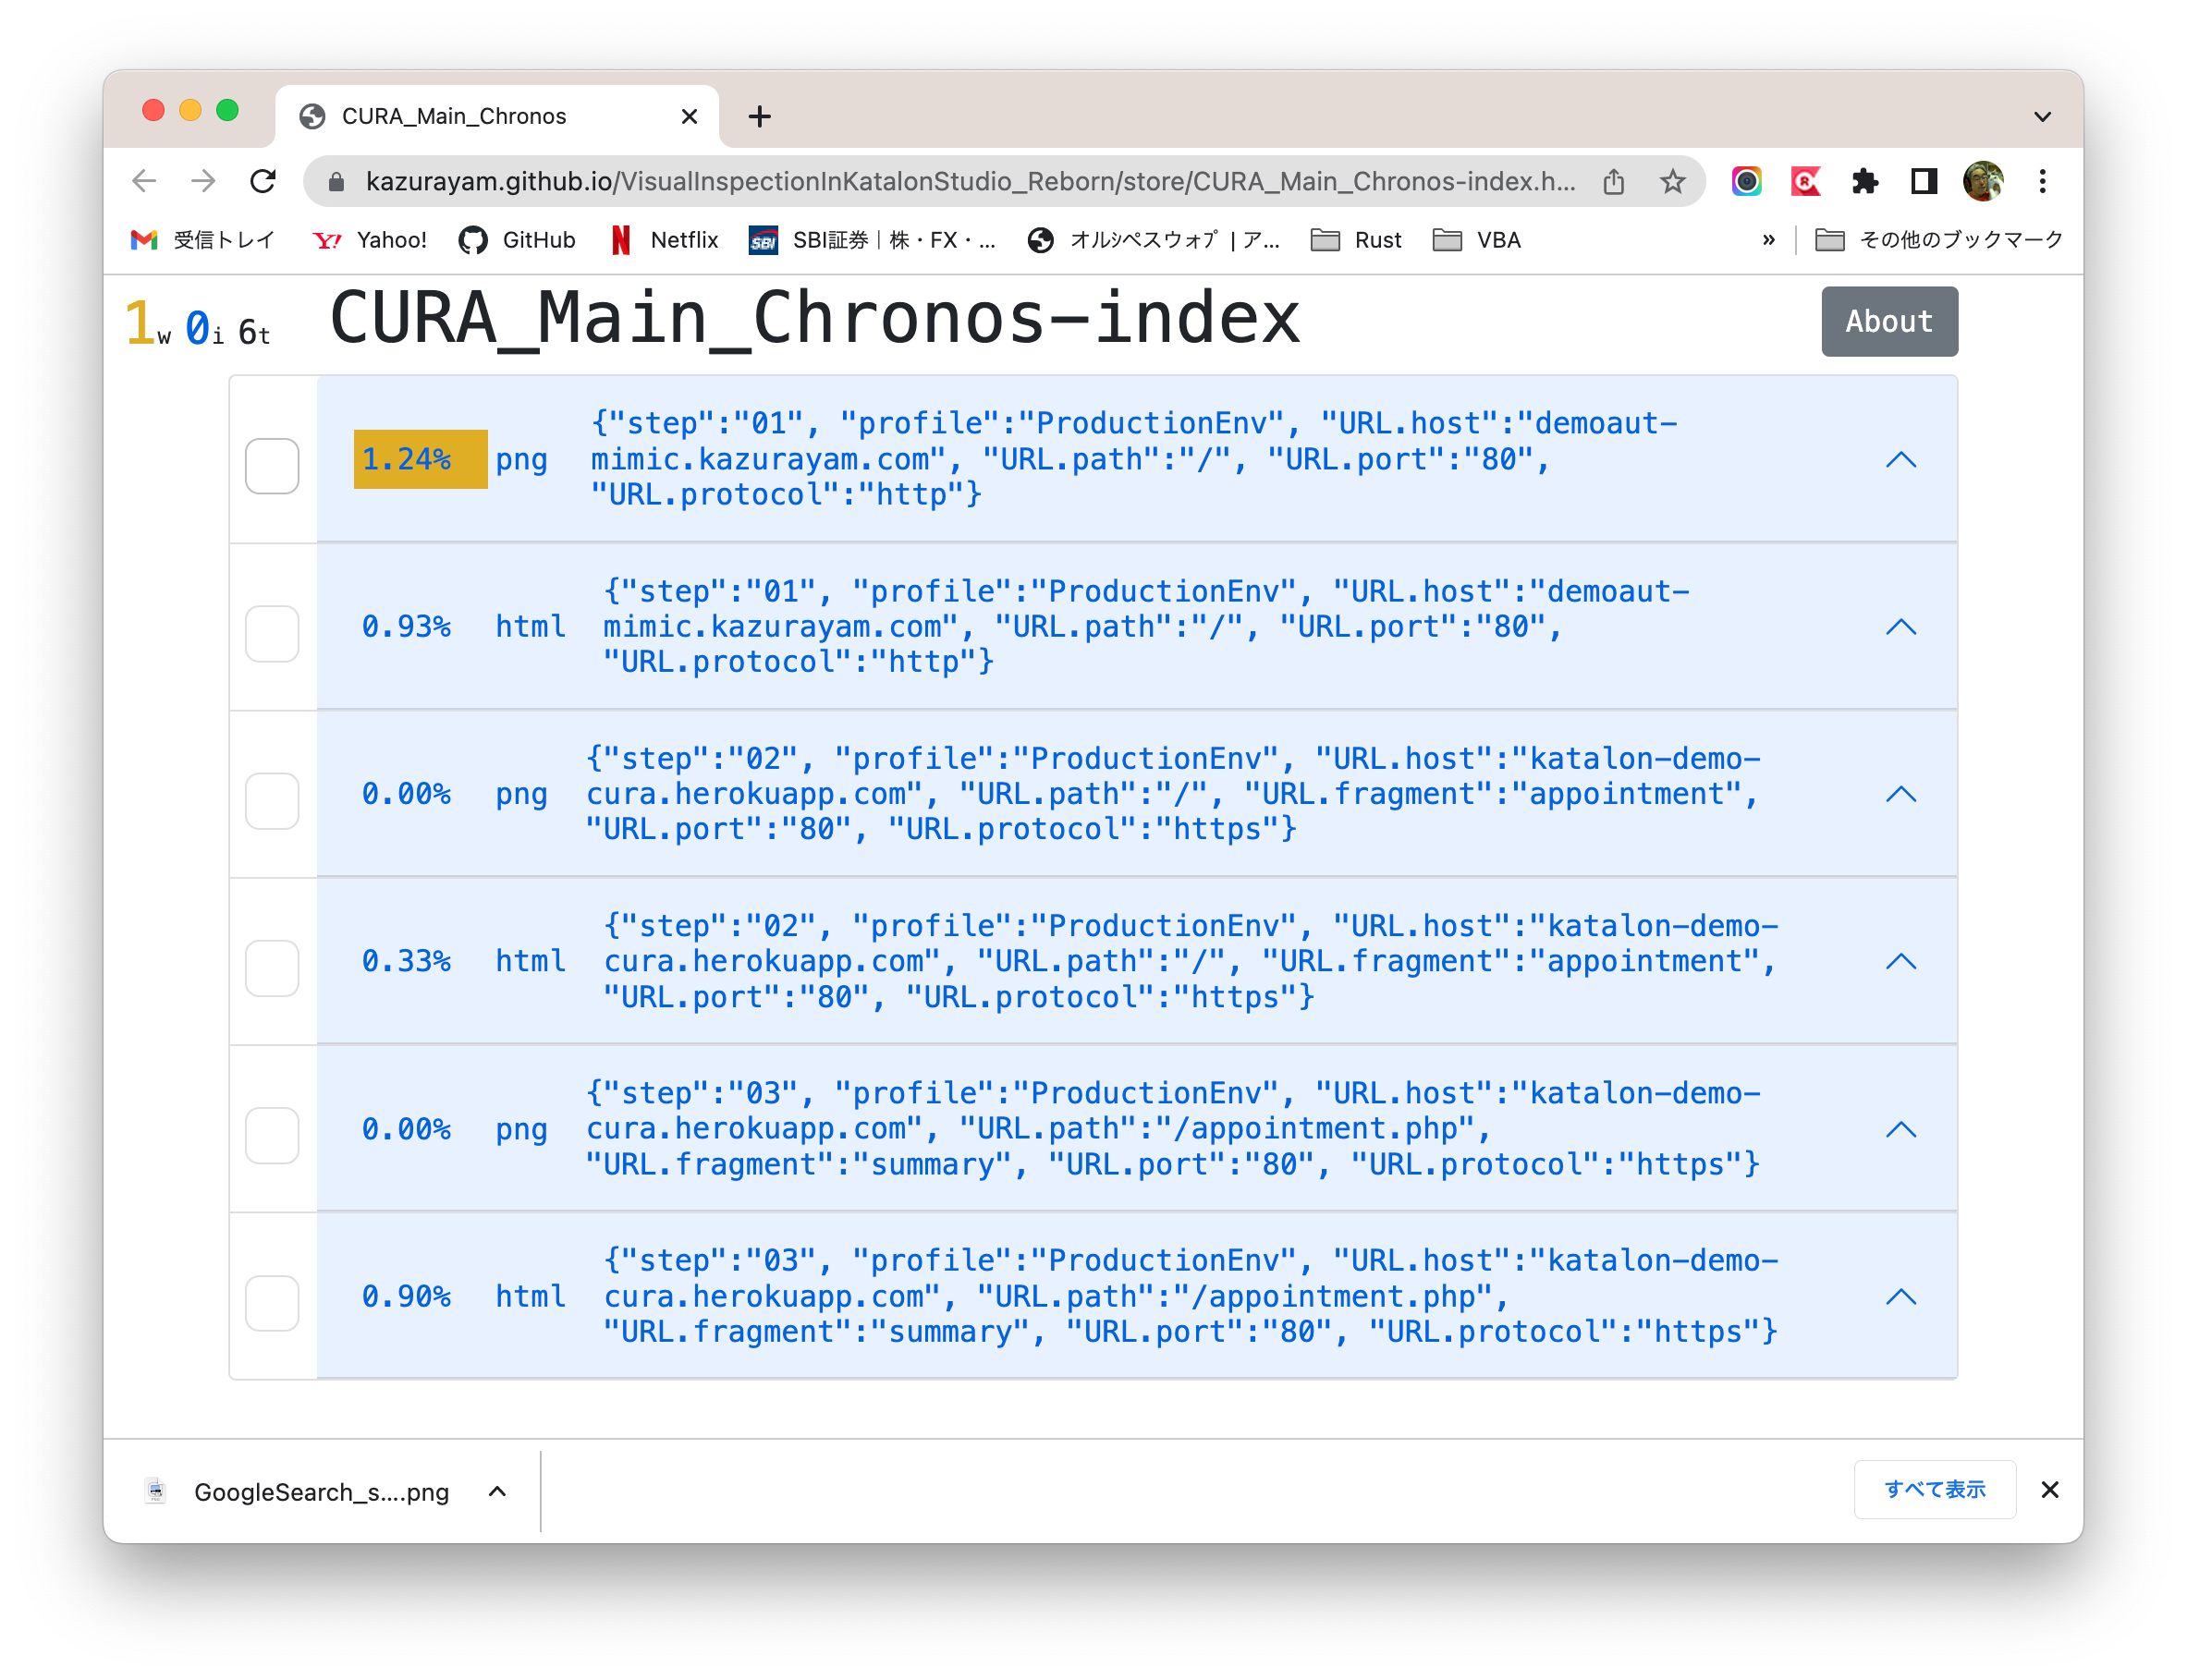 CURA_Main_Chronos
kazurayam.github.io/VisualInspectionInKatalonStudio_Reborn/store/CURA_Main_Chronos-index.h...
受信トレイ Yahoo! GitHub Netflix SBI SBI証券｜株・FX・... オルシペスウォプ | ア... Rust VBA » その他のブックマーク
1w 0i 6t CURA_Main_Chronos-index About
{"step":"01", "profile":"ProductionEnv", "URL.host":"demoaut-
1.24% png mimic.kazurayam.com", "URL.path":"/", "URL.port":"80",
"URL.protocol":"http"}
{"step":"01", "profile":"ProductionEnv", "URL.host":"demoaut-
0.93% html mimic.kazurayam.com", "URL.path":"/", "URL.port":"80",
"URL.protocol":"http"}
{"step":"02", "profile":"ProductionEnv", "URL.host":"katalon-demo-
0.00% png cura.herokuapp.com", "URL.path":"/", "URL.fragment":"appointment",
"URL.port":"80", "URL.protocol":"https"}
{"step":"02", "profile":"ProductionEnv", "URL.host":"katalon-demo-
0.33% html cura.herokuapp.com", "URL.path":"/", "URL.fragment":"appointment",
"URL.port":"80", "URL.protocol":"https"}
{"step":"03", "profile":"ProductionEnv", "URL.host":"katalon-demo-
0.00% png cura.herokuapp.com", "URL.path":"/appointment.php",
"URL.fragment":"summary", "URL.port":"80", "URL.protocol":"https"}
{"step":"03", "profile":"ProductionEnv", "URL.host":"katalon-demo-
0.90% html cura.herokuapp.com", "URL.path":"/appointment.php",
"URL.fragment":"summary", "URL.port":"80", "URL.protocol":"https"}
GoogleSearch_s....png すべて表示